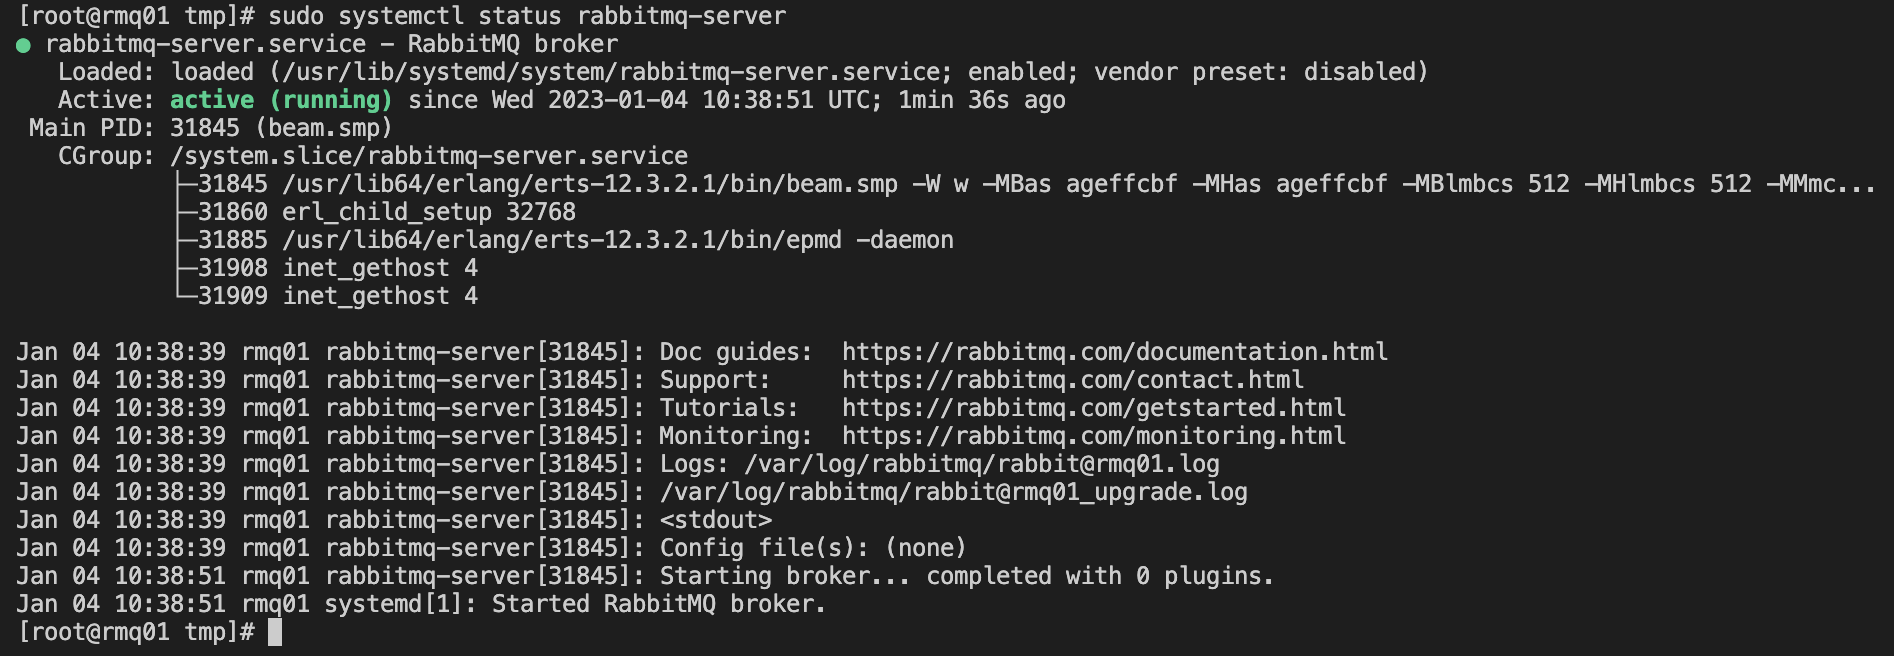 [root@rmq01 tmp]# sudo systemctl status rabbitmq-server
● rabbitmq-server.service - RabbitMQ broker
   Loaded: loaded (/usr/lib/systemd/system/rabbitmq-server.service; enabled; vendor preset: disabled)
   Active: active (running) since Wed 2023-01-04 10:38:51 UTC; 1min 36s ago
 Main PID: 31845 (beam.smp)
   CGroup: /system.slice/rabbitmq-server.service
           ├─31845 /usr/lib64/erlang/erts-12.3.2.1/bin/beam.smp -W w -MBas ageffcbf -MHas ageffcbf -MBlmbcs 512 -MHlmbcs 512 -MMmc...
           ├─31860 erl_child_setup 32768
           ├─31885 /usr/lib64/erlang/erts-12.3.2.1/bin/epmd -daemon
           ├─31908 inet_gethost 4
           └─31909 inet_gethost 4

Jan 04 10:38:39 rmq01 rabbitmq-server[31845]: Doc guides:  https://rabbitmq.com/documentation.html
Jan 04 10:38:39 rmq01 rabbitmq-server[31845]: Support:     https://rabbitmq.com/contact.html
Jan 04 10:38:39 rmq01 rabbitmq-server[31845]: Tutorials:   https://rabbitmq.com/getstarted.html
Jan 04 10:38:39 rmq01 rabbitmq-server[31845]: Monitoring:  https://rabbitmq.com/monitoring.html
Jan 04 10:38:39 rmq01 rabbitmq-server[31845]: Logs: /var/log/rabbitmq/rabbit@rmq01.log
Jan 04 10:38:39 rmq01 rabbitmq-server[31845]: /var/log/rabbitmq/rabbit@rmq01_upgrade.log
Jan 04 10:38:39 rmq01 rabbitmq-server[31845]: <stdout>
Jan 04 10:38:39 rmq01 rabbitmq-server[31845]: Config file(s): (none)
Jan 04 10:38:51 rmq01 rabbitmq-server[31845]: Starting broker... completed with 0 plugins.
Jan 04 10:38:51 rmq01 systemd[1]: Started RabbitMQ broker.
[root@rmq01 tmp]#